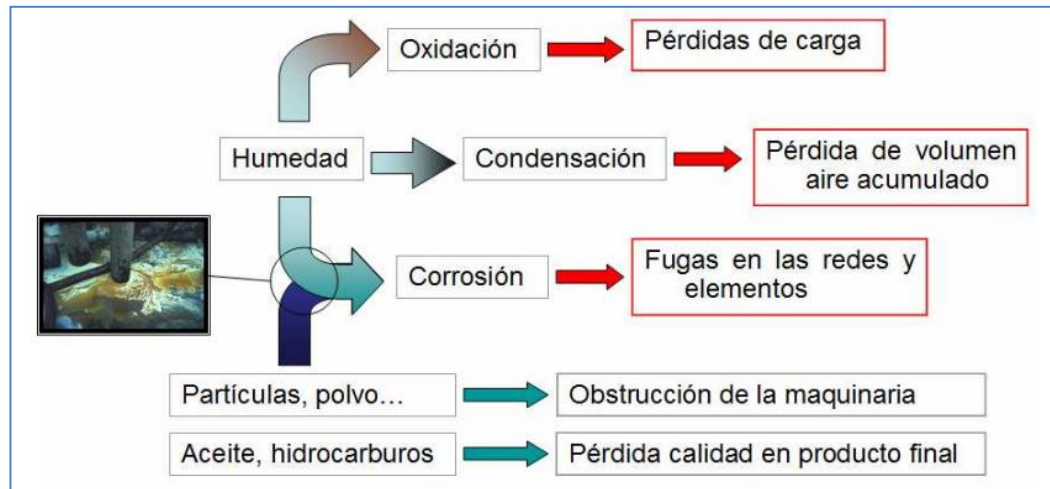 Oxidación
Pérdidas de carga
Humedad
Condensación
Pérdida de volumen
aire acumulado
Corrosión
Fugas en las redes y
elementos
Partículas, polvo…
Obstrucción de la maquinaria
Aceite, hidrocarburos
Pérdida calidad en producto final